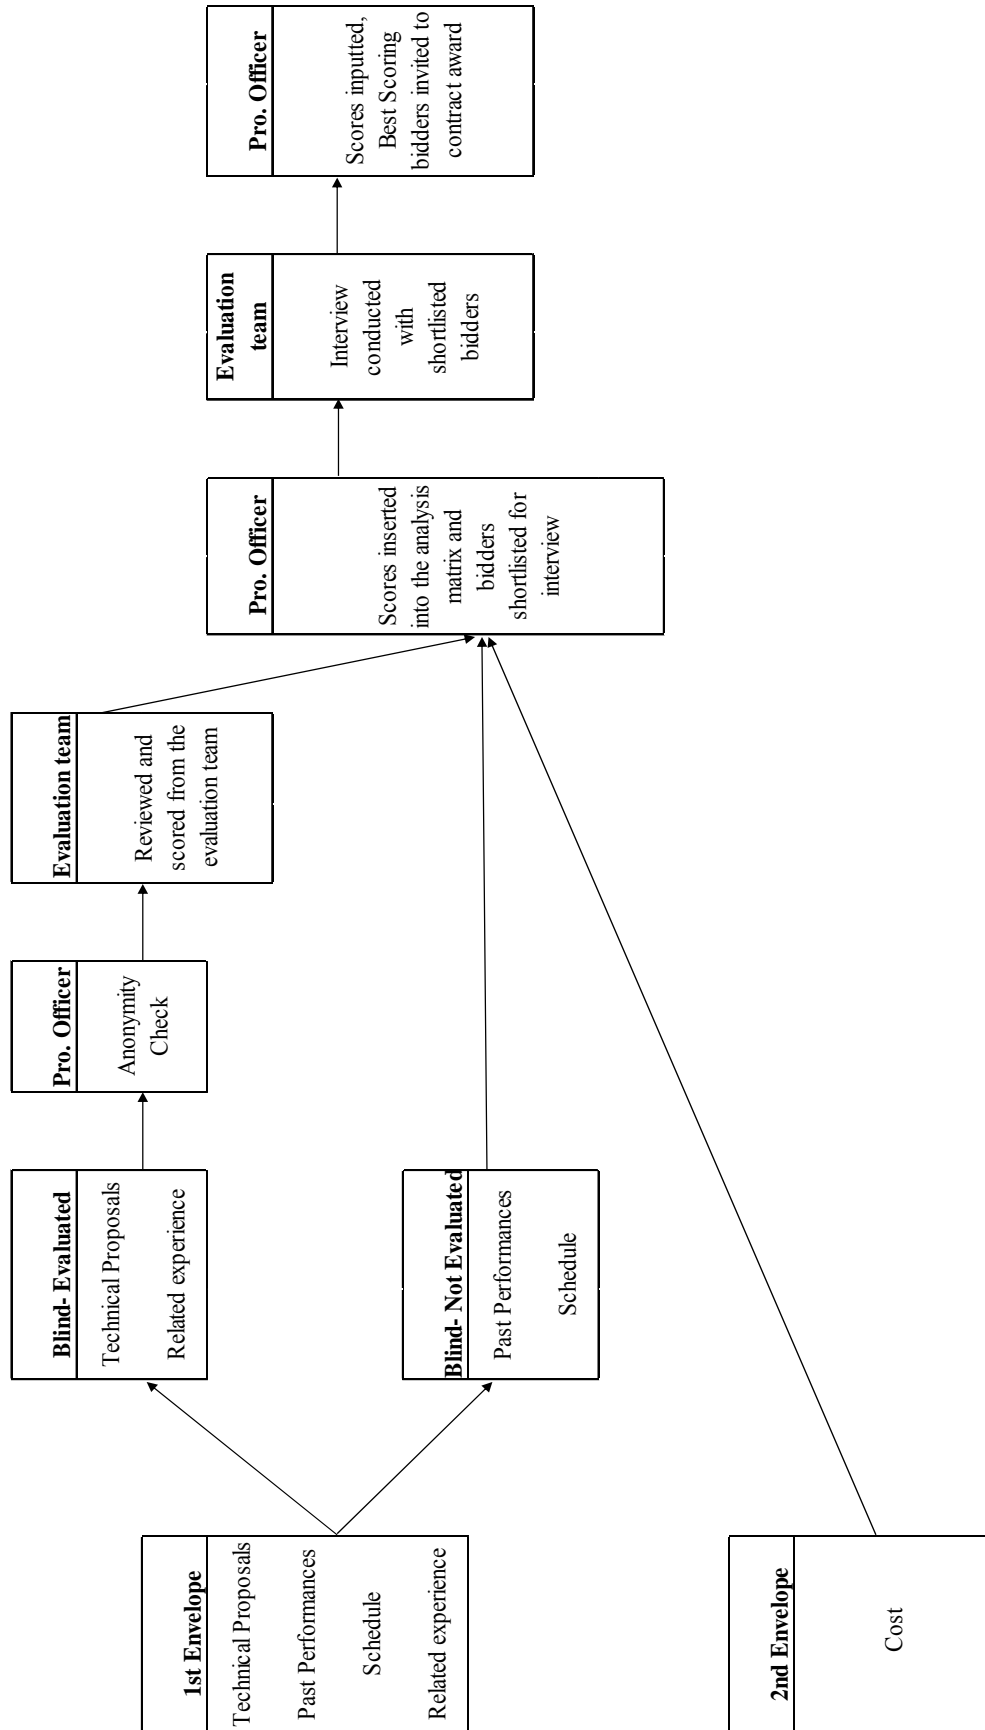 1st Envelope
Technical Proposals
Past Performances
Schedule
Related experience
2nd Envelope
Cost
Blind- Evaluated
Technical Proposals
Related experience
Blind- Not Evaluated
Past Performances
Schedule
Pro. Officer
Anonymity
Check
Evaluation team
Reviewed and
scored from the
evaluation team
Pro. Officer
Scores inserted
into the analysis
matrix and
bidders
shortlisted for
interview
Evaluation
team
Interview
conducted
with
shortlisted
bidders
Pro. Officer
Scores inputted,
Best Scoring
bidders invited to
contract award